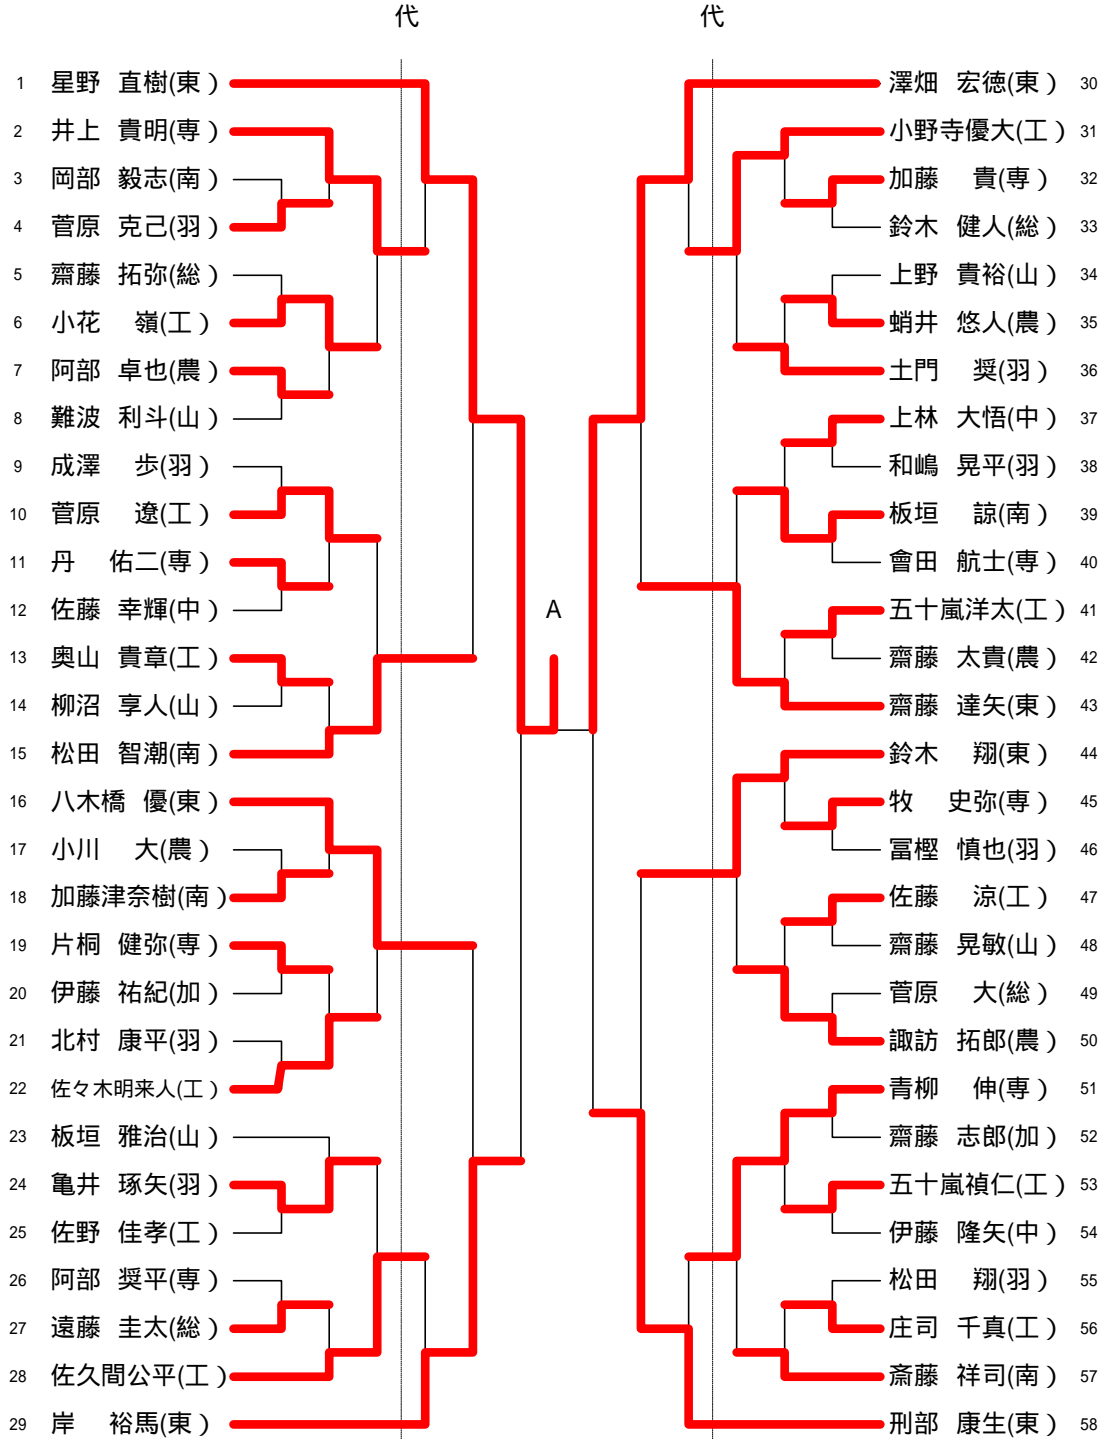 代 代
1 星野 直樹(東)
2 井上 貴明(専)
3 岡部 毅志(南)
4 菅原 克己(羽)
5 齋藤 拓弥(総)
6 小花 嶺(工)
7 阿部 卓也(農)
8 難波 利斗(山)
9 成澤 歩(羽)
10 菅原 遼(工)
11 丹 佑二(専)
12 佐藤 幸輝(中)
13 奥山 貴章(工)
14 柳沼 享人(山)
15 松田 智潮(南)
16 八木橋 優(東)
17 小川 大(農)
18 加藤津奈樹(南)
19 片桐 健弥(専)
20 伊藤 祐紀(加)
21 北村 康平(羽)
22 佐々木明来人(工)
23 板垣 雅治(山)
24 亀井 琢矢(羽)
25 佐野 佳孝(工)
26 阿部 奨平(専)
27 遠藤 圭太(総)
28 佐久間公平(工)
29 岸 裕馬(東)
A
澤畑 宏徳(東) 30
小野寺優大(工) 31
加藤 貴(専) 32
鈴木 健人(総) 33
上野 貴裕(山) 34
蛸井 悠人(農) 35
土門 奨(羽) 36
上林 大悟(中) 37
和嶋 晃平(羽) 38
板垣 諒(南) 39
會田 航士(専) 40
五十嵐洋太(工) 41
齋藤 太貴(農) 42
齋藤 達矢(東) 43
鈴木 翔(東) 44
牧 史弥(専) 45
冨樫 慎也(羽) 46
佐藤 涼(工) 47
齋藤 晃敏(山) 48
菅原 大(総) 49
諏訪 拓郎(農) 50
青柳 伸(専) 51
齋藤 志郎(加) 52
五十嵐禎仁(工) 53
伊藤 隆矢(中) 54
松田 翔(羽) 55
庄司 千真(工) 56
斎藤 祥司(南) 57
刑部 康生(東) 58